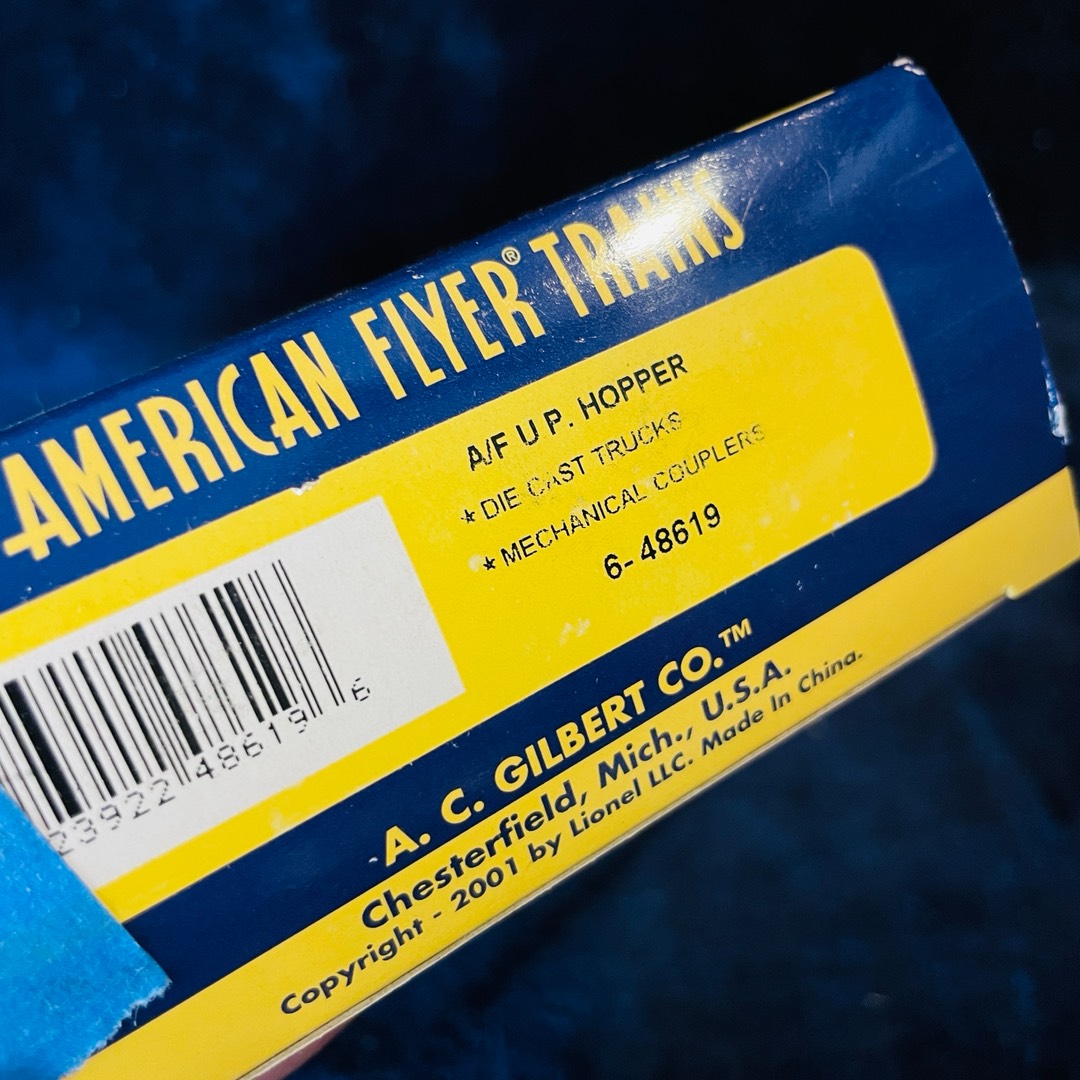 AMERICAN FLYER® TRAINS
A/F U P. HOPPER
* DIE CAST TRUCKS
* MECHANICAL COUPLERS
6-48619
23922 48619 6
A. C. GILBERT CO.™
Chesterfield, Mich., U.S.A.
Copyright - 2001 by Lionel LLC. Made In China.